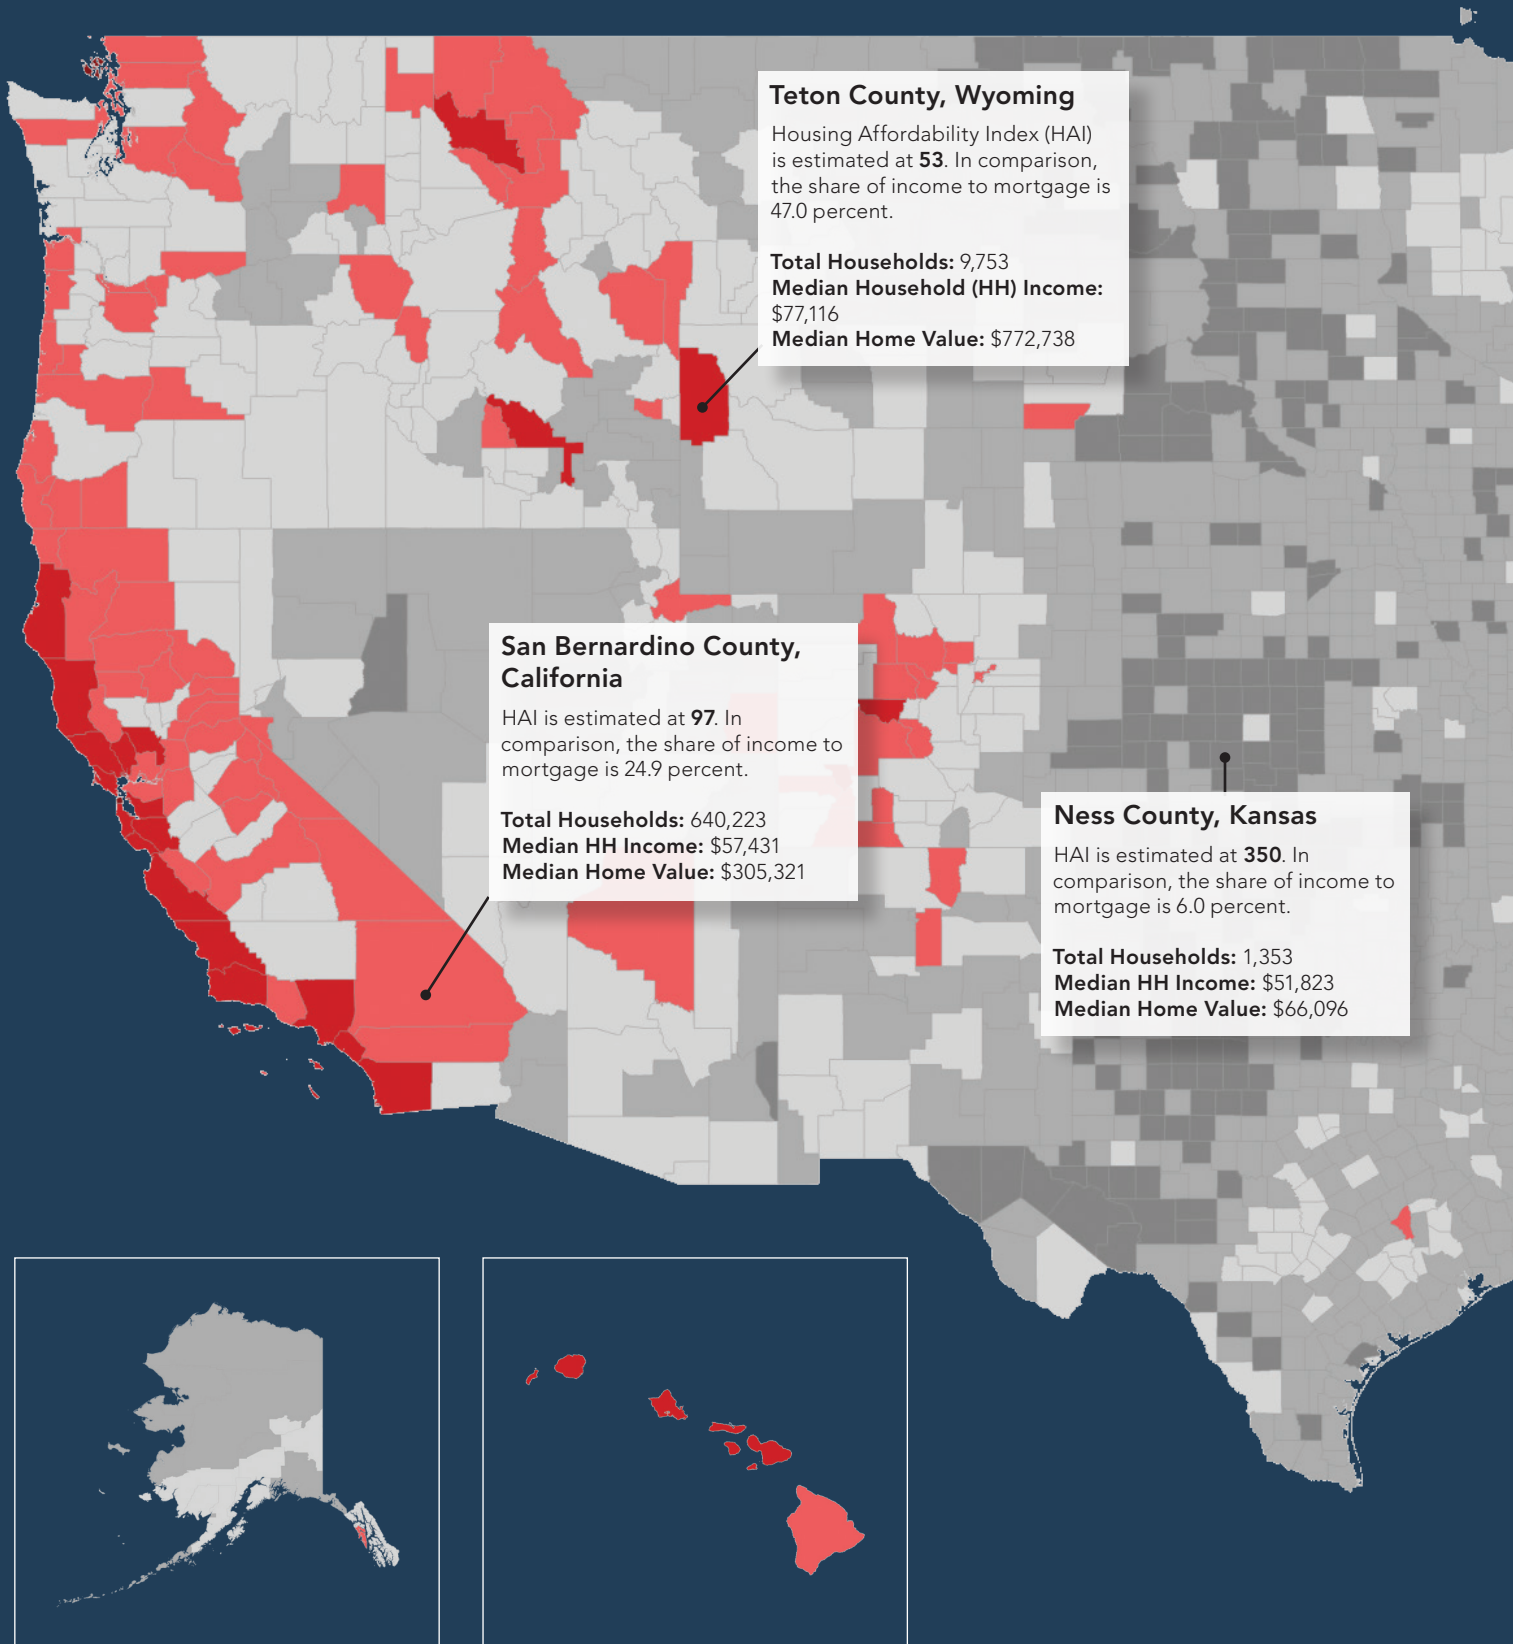 Teton County, Wyoming
Housing Affordability Index (HAI)
is estimated at 53. In comparison,
the share of income to mortgage is
47.0 percent.
Total Households: 9,753
Median Household (HH) Income:
$77,116
Median Home Value: $772,738
San Bernardino County,
California
HAI is estimated at 97. In
comparison, the share of income to
mortgage is 24.9 percent.
Total Households: 640,223
Median HH Income: $57,431
Median Home Value: $305,321
Ness County, Kansas
HAI is estimated at 350. In
comparison, the share of income to
mortgage is 6.0 percent.
Total Households: 1,353
Median HH Income: $51,823
Median Home Value: $66,096